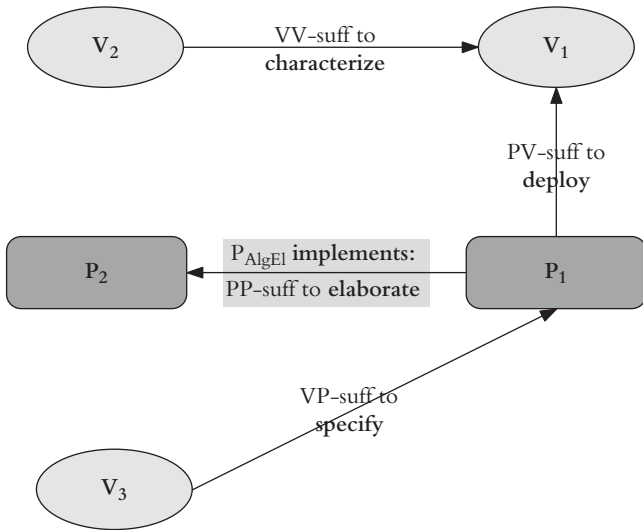 V₂
VV-suff to
characterize
V₁
PV-suff to
deploy
P₂
P_AlgEl implements:
PP-suff to elaborate
P₁
VP-suff to
specify
V₃